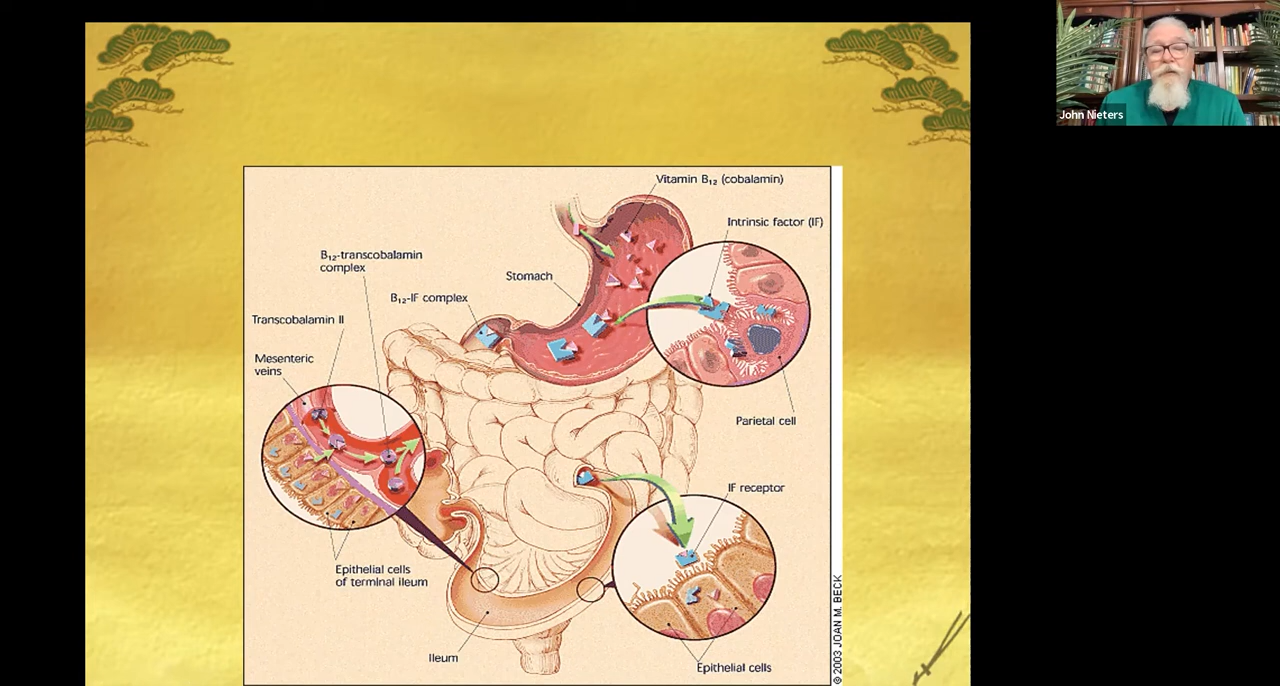 John Nieters
Vitamin B₁₂ (cobalamin)
Intrinsic factor (IF)
B₁₂-transcobalamin
complex
Stomach
B₁₂-IF complex
Transcobalamin II
Mesenteric
veins
Parietal cell
IF receptor
Epithelial cells
of terminal ileum
Ileum
Epithelial cells
© 2003 JOAN M. BECK